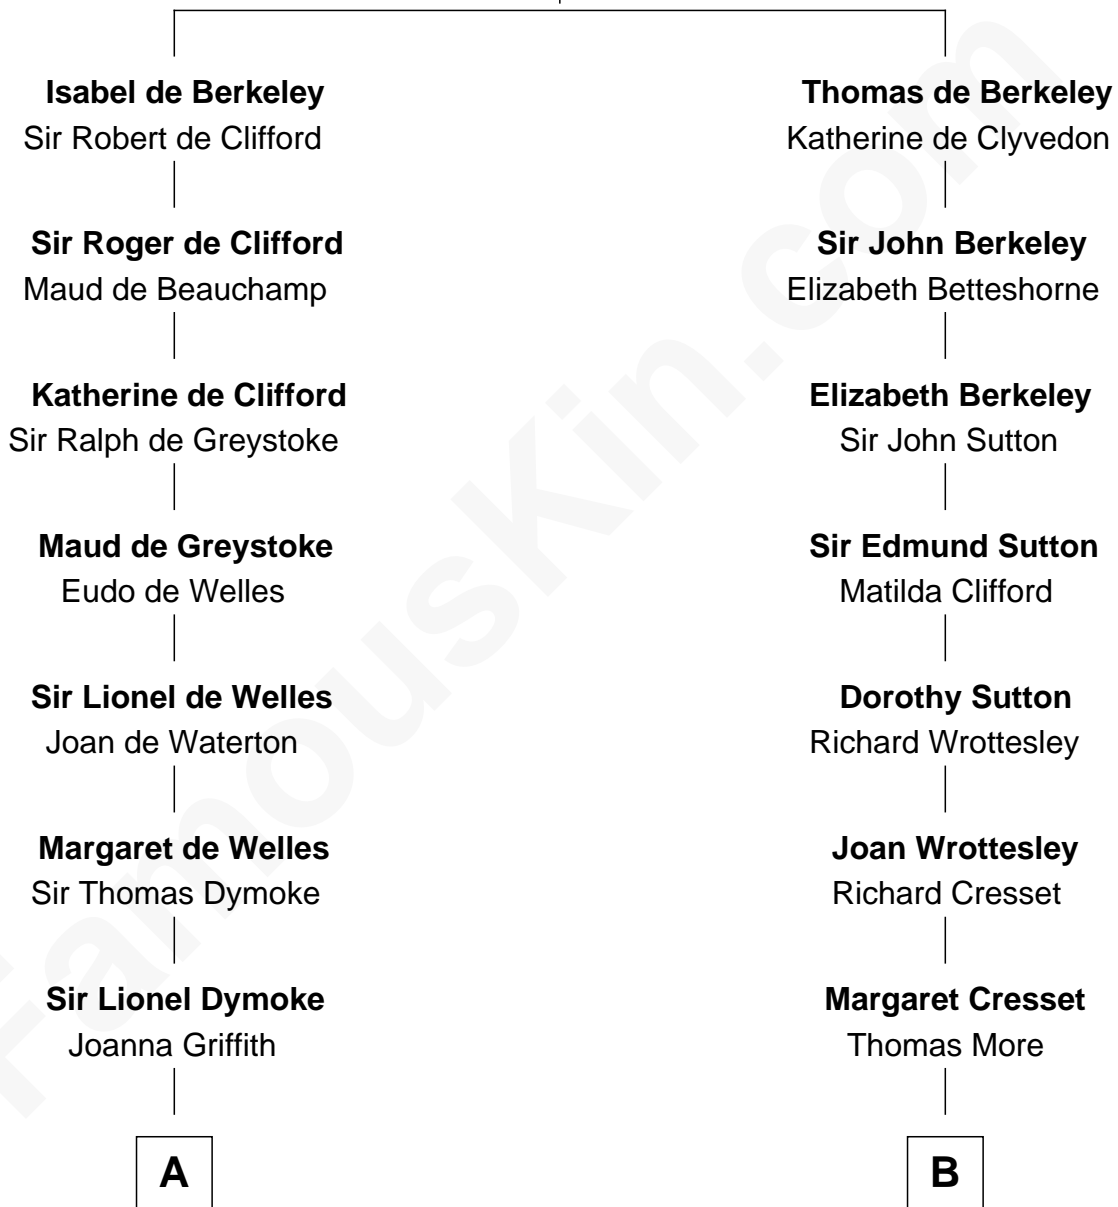 Isabel de Berkeley
Sir Robert de Clifford
Sir Roger de Clifford
Maud de Beauchamp
Katherine de Clifford
Sir Ralph de Greystoke
Maud de Greystoke
Eudo de Welles
Sir Lionel de Welles
Joan de Waterton
Margaret de Welles
Sir Thomas Dymoke
Sir Lionel Dymoke
Joanna Griffith
A
Thomas de Berkeley
Katherine de Clyvedon
Sir John Berkeley
Elizabeth Betteshorne
Elizabeth Berkeley
Sir John Sutton
Sir Edmund Sutton
Matilda Clifford
Dorothy Sutton
Richard Wrottesley
Joan Wrottesley
Richard Cresset
Margaret Cresset
Thomas More
B
FamousKin.com